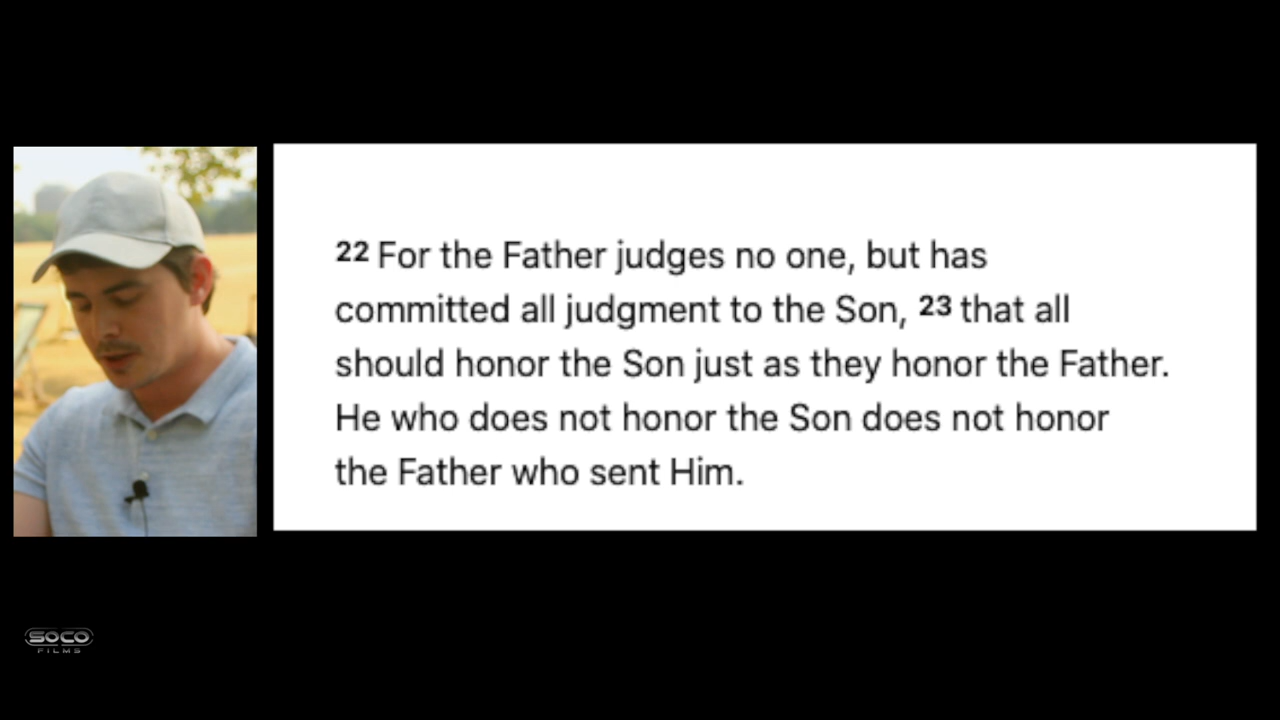 22 For the Father judges no one, but has
committed all judgment to the Son, 23 that all
should honor the Son just as they honor the Father.
He who does not honor the Son does not honor
the Father who sent Him.
SOCO
FILMS